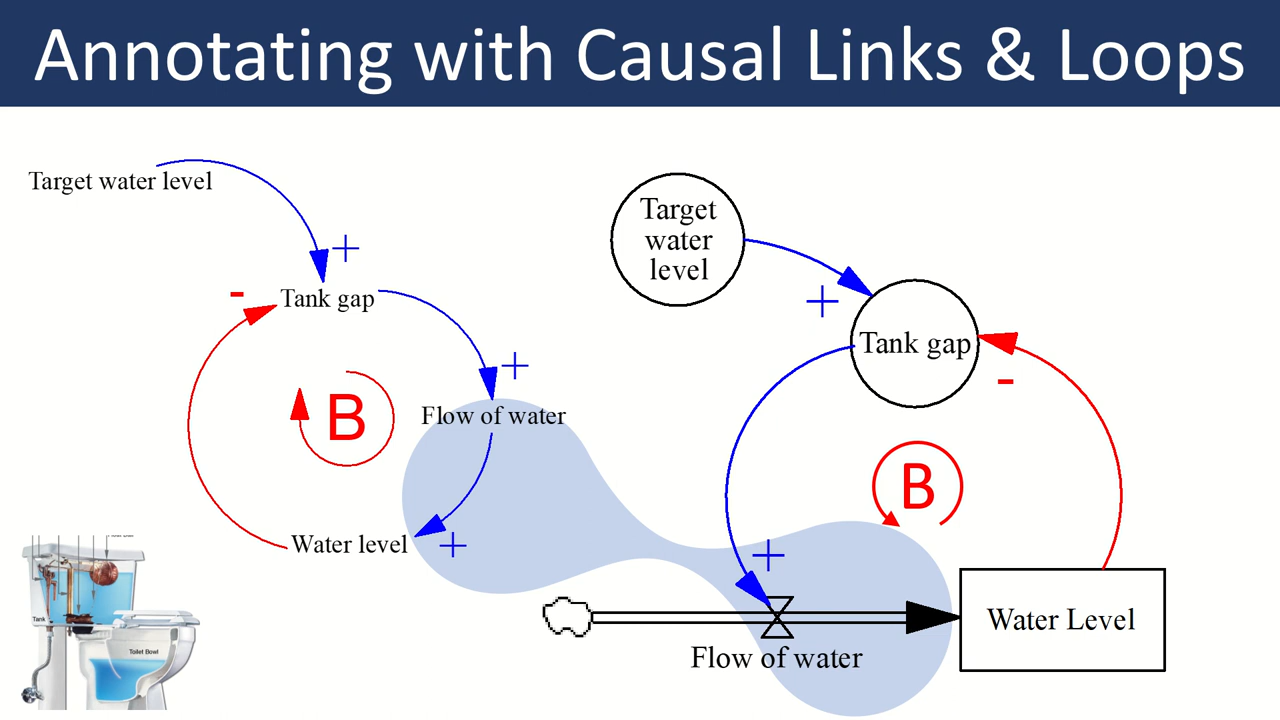 Annotating with Causal Links & Loops
Target water level
+
- Tank gap
+
B
Flow of water
Water level
+
Tank
Toilet Bowl
Target
water
level
+
Tank gap
-
B
+
Flow of water
Water Level